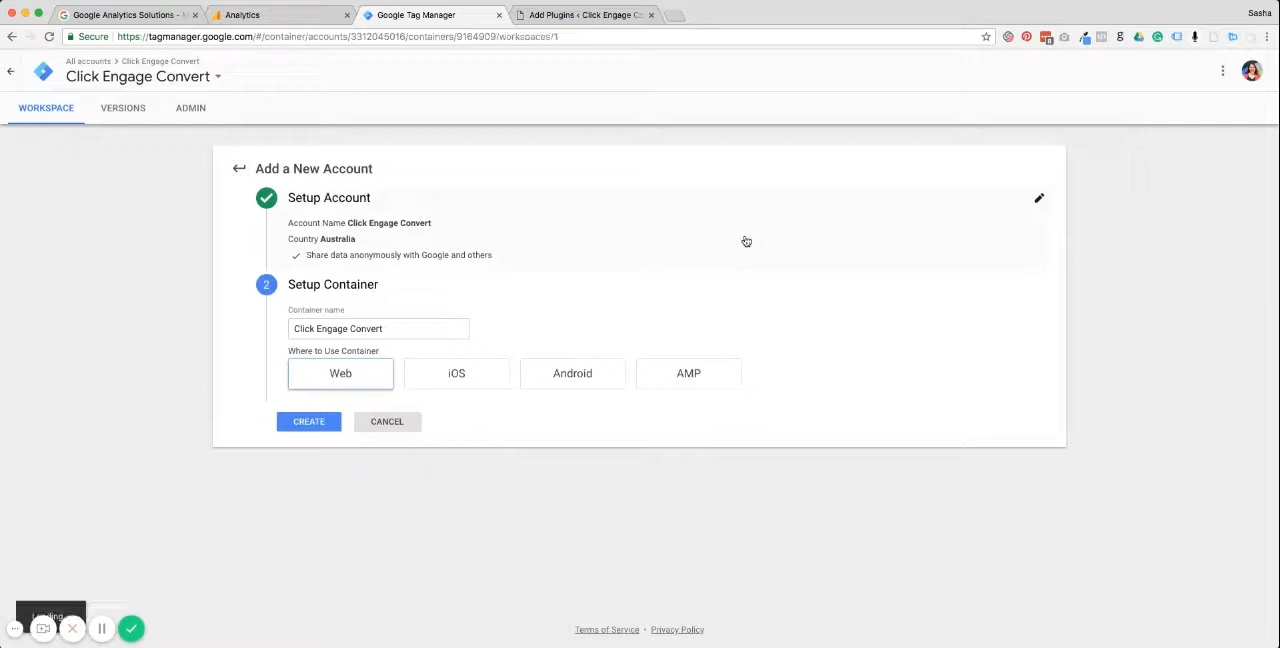 Google Analytics Solutions - M
Analytics
Google Tag Manager
Add Plugins ‹ Click Engage Co
Sasha
Secure
https://tagmanager.google.com/#/container/accounts/3312045016/containers/9164909/workspaces/1
All accounts > Click Engage Convert
Click Engage Convert
WORKSPACE
VERSIONS
ADMIN
Add a New Account
Setup Account
Account Name Click Engage Convert
Country Australia
Share data anonymously with Google and others
2
Setup Container
Container name
Click Engage Convert
Where to Use Container
Web
iOS
Android
AMP
CREATE
CANCEL
Terms of Service • Privacy Policy